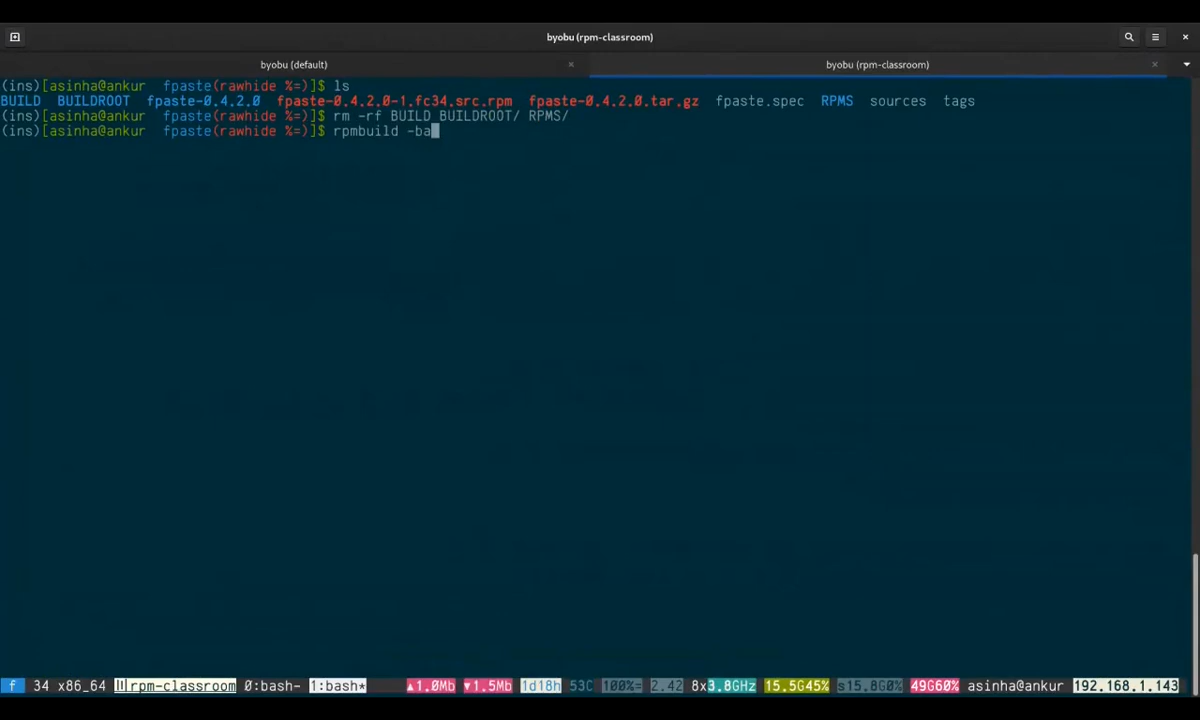 byobu (rpm-classroom)
byobu (default)
byobu (rpm-classroom)
(ins)[asinha@ankur  fpaste(rawhide %=)]$ ls
BUILD  BUILDROOT  fpaste-0.4.2.0  fpaste-0.4.2.0-1.fc34.src.rpm  fpaste-0.4.2.0.tar.gz  fpaste.spec  RPMS  sources  tags
(ins)[asinha@ankur  fpaste(rawhide %=)]$ rm -rf BUILD BUILDROOT/ RPMS/
(ins)[asinha@ankur  fpaste(rawhide %=)]$ rpmbuild -ba
f 34 x86_64 rpm-classroom 0:bash- 1:bash* ▲1.0Mb ▼1.5Mb 1d18h 53C 100%= 2.42 8x3.8GHz 15.5G45% s15.8G0% 49G60% asinha@ankur 192.168.1.143